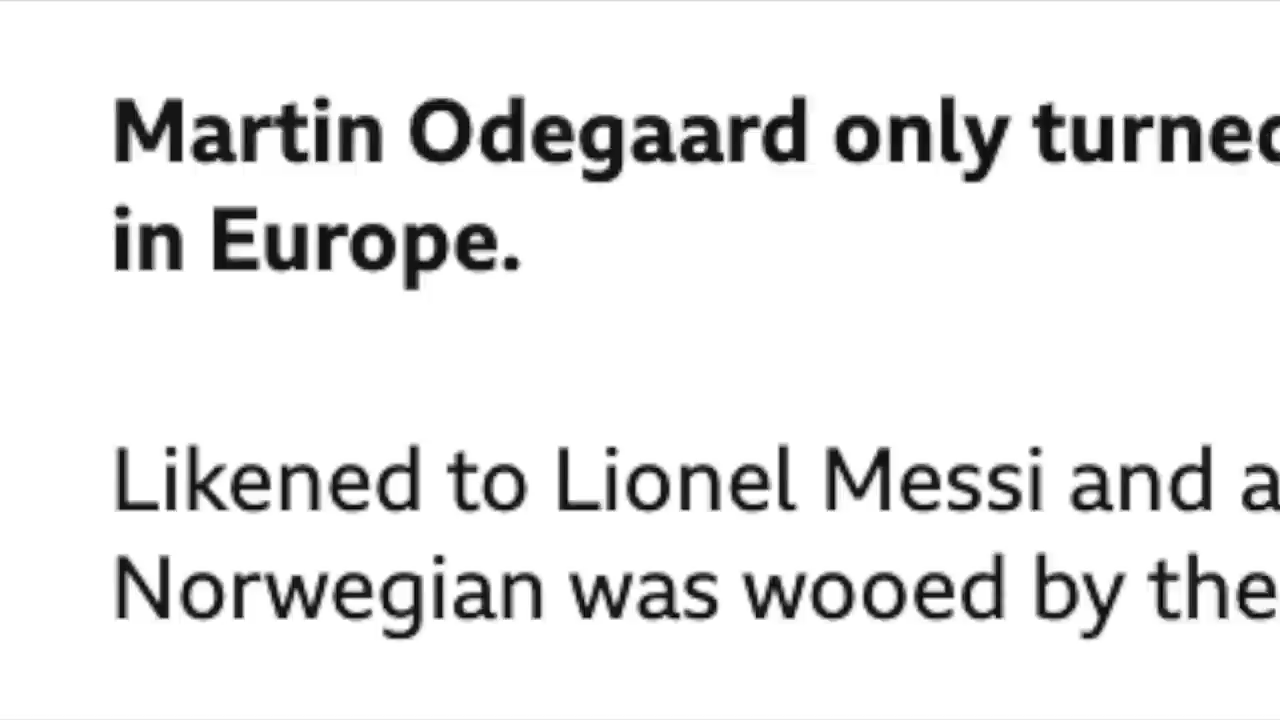 Martin Odegaard only turned
in Europe.
Likened to Lionel Messi and a
Norwegian was wooed by the